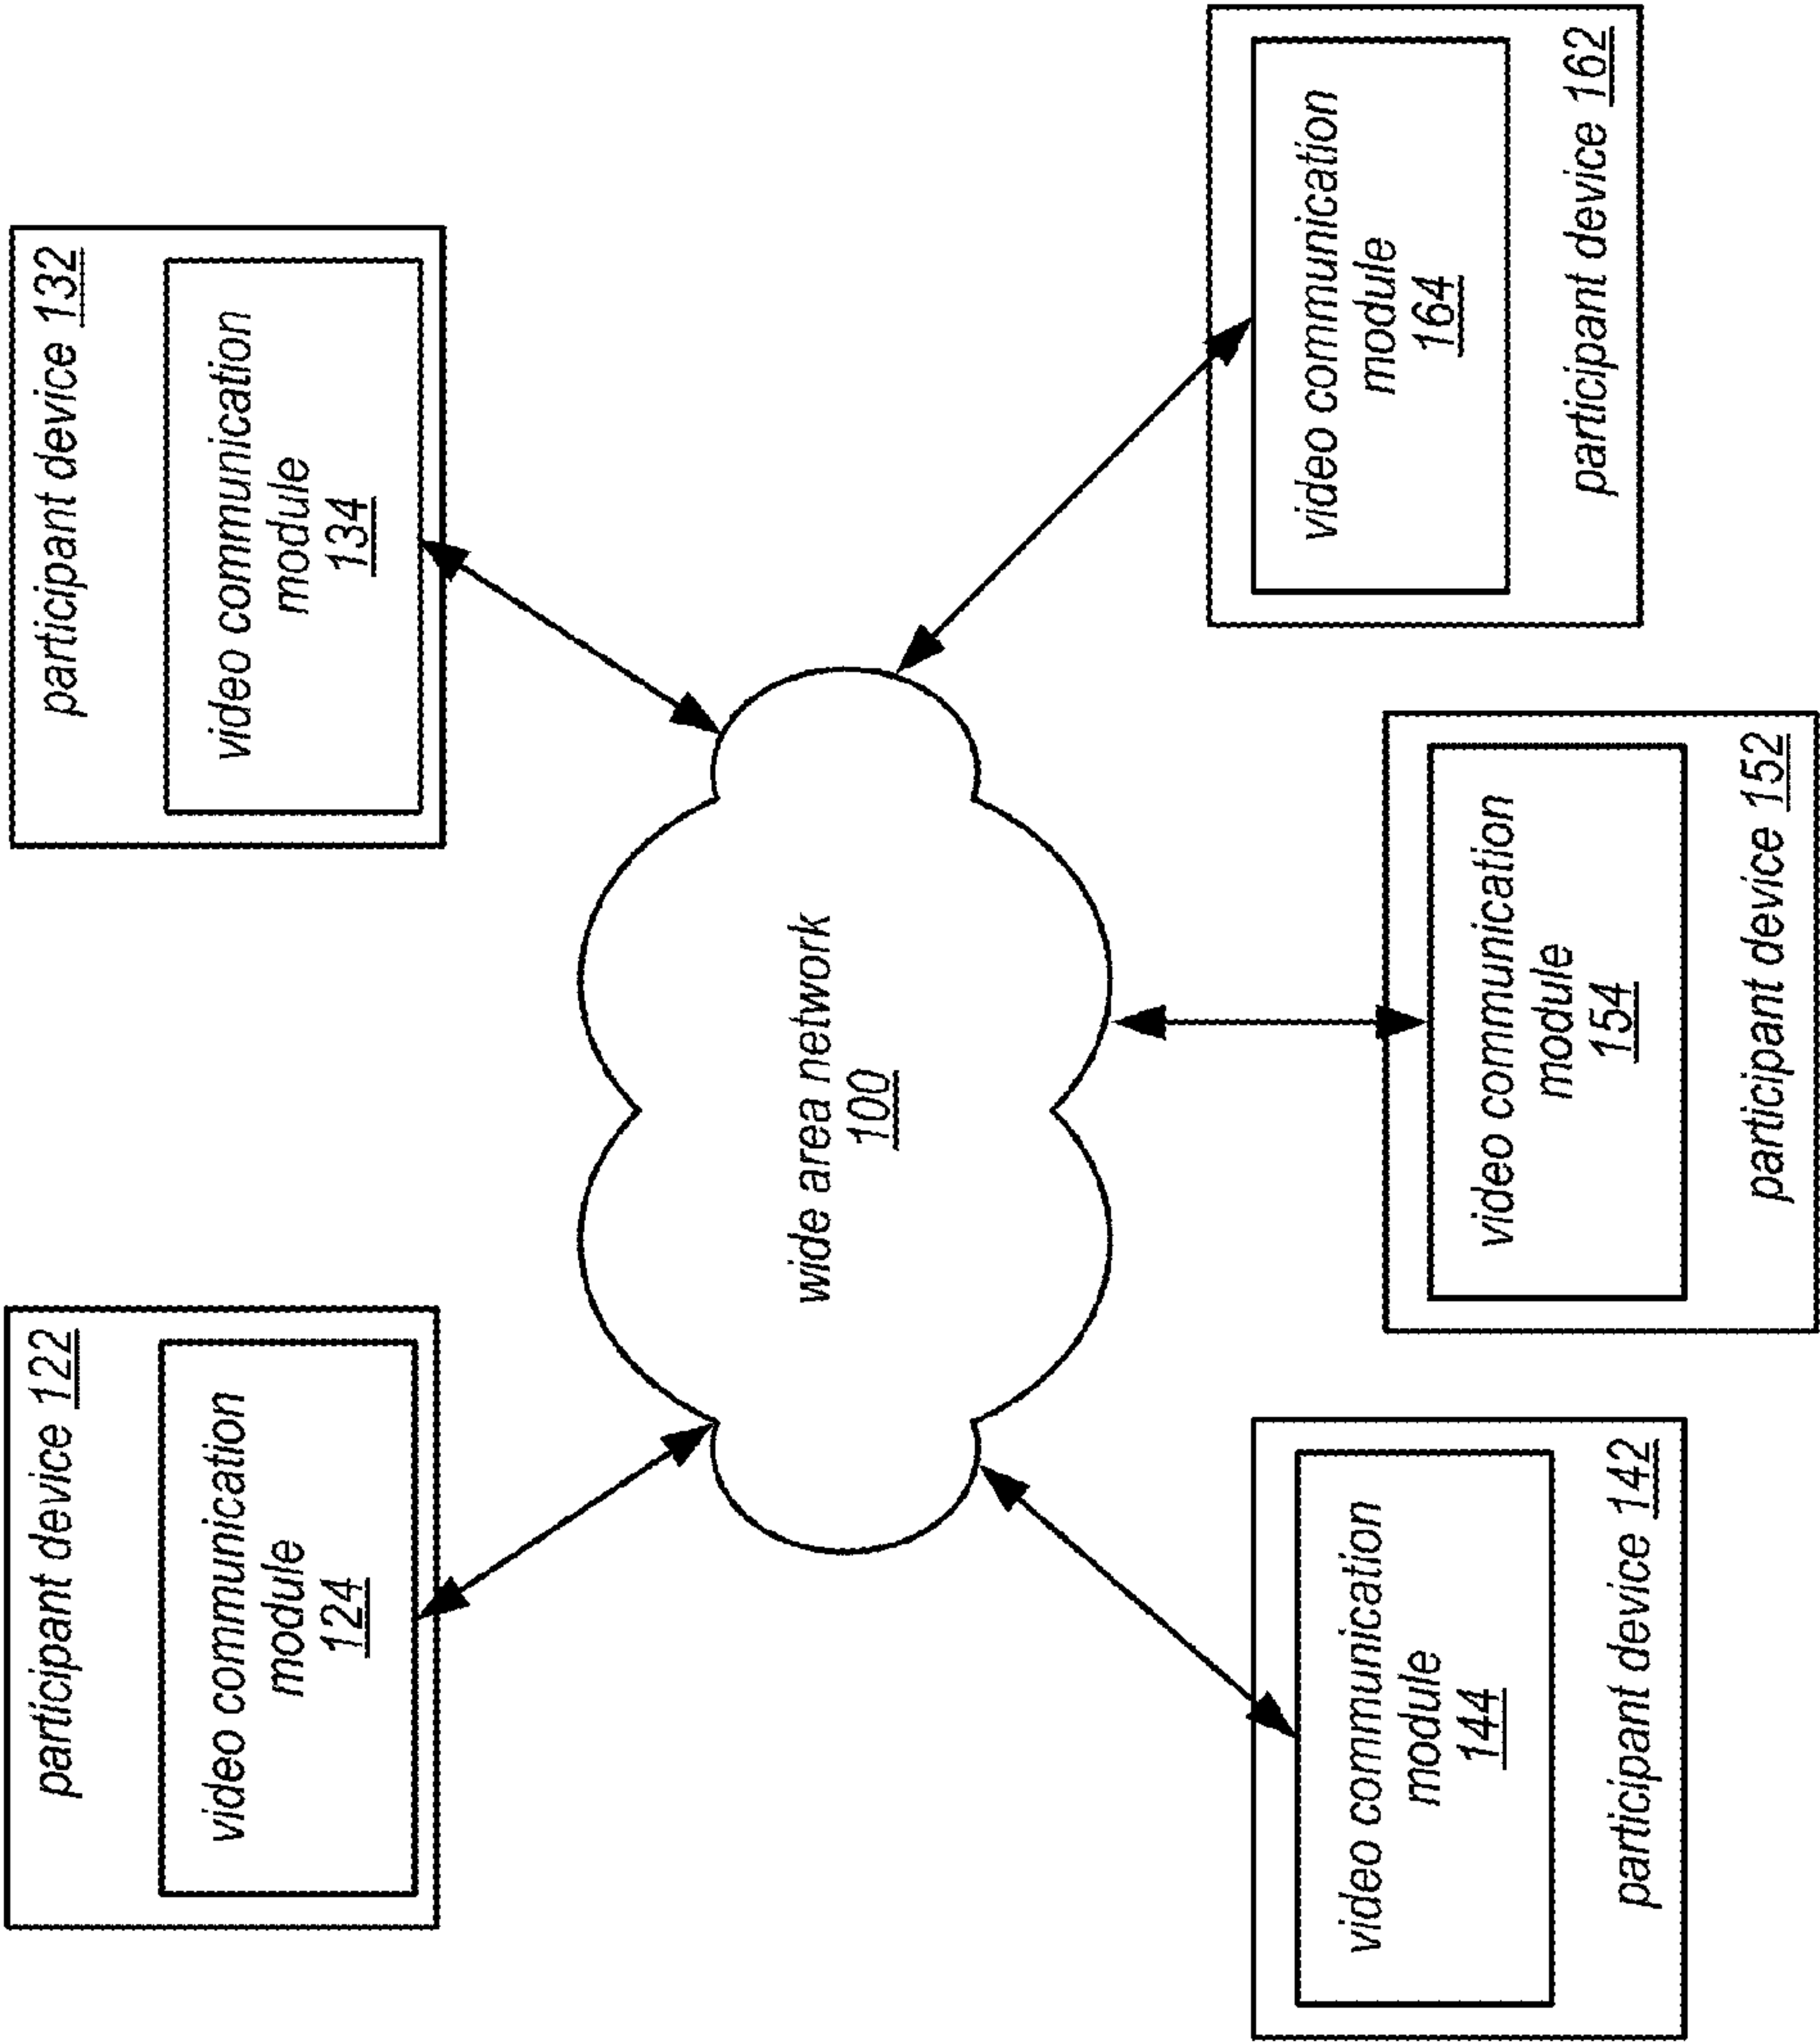 participant device 122
video communication
module
124
participant device 132
video communication
module
134
wide area network
100
video communication
module
144
participant device 142
video communication
module
154
participant device 152
video communication
module
164
participant device 162